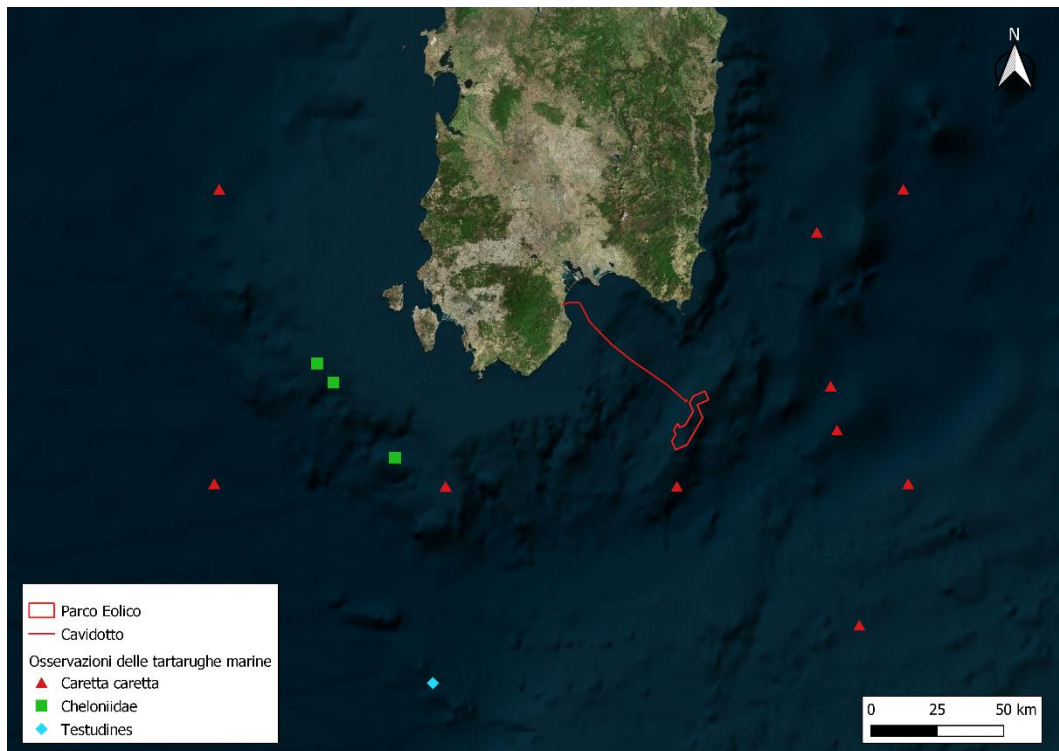 N
Parco Eolico
Cavidotto
Osservazioni delle tartarughe marine
Caretta caretta
Cheloniidae
Testudines
0 25 50 km